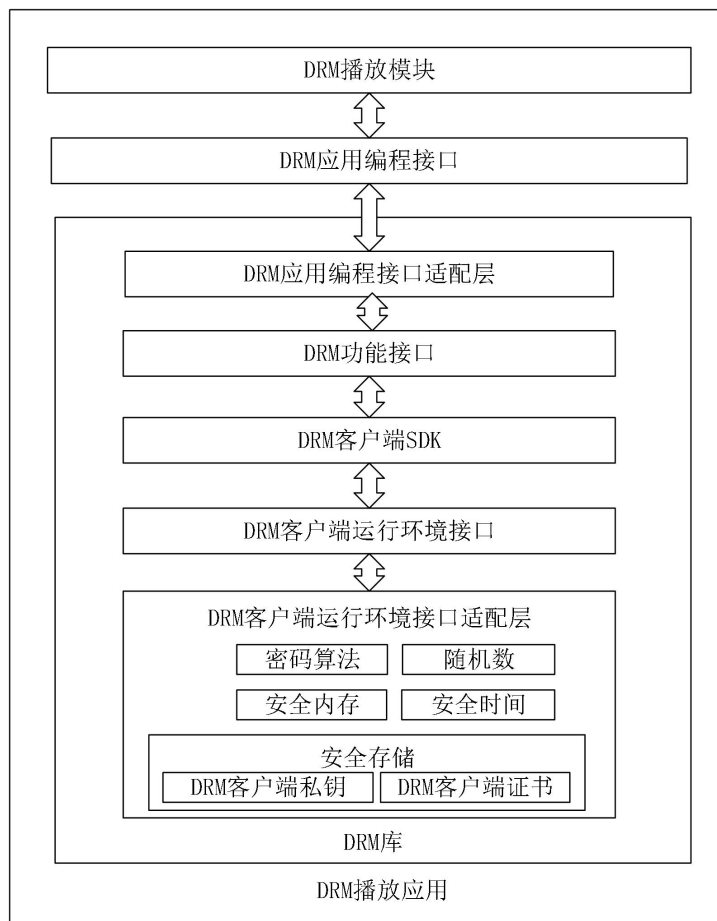 DRM播放模块
DRM应用编程接口
DRM应用编程接口适配层
DRM功能接口
DRM客户端SDK
DRM客户端运行环境接口
DRM客户端运行环境接口适配层
密码算法
随机数
安全内存
安全时间
安全存储
DRM客户端私钥
DRM客户端证书
DRM库
DRM播放应用